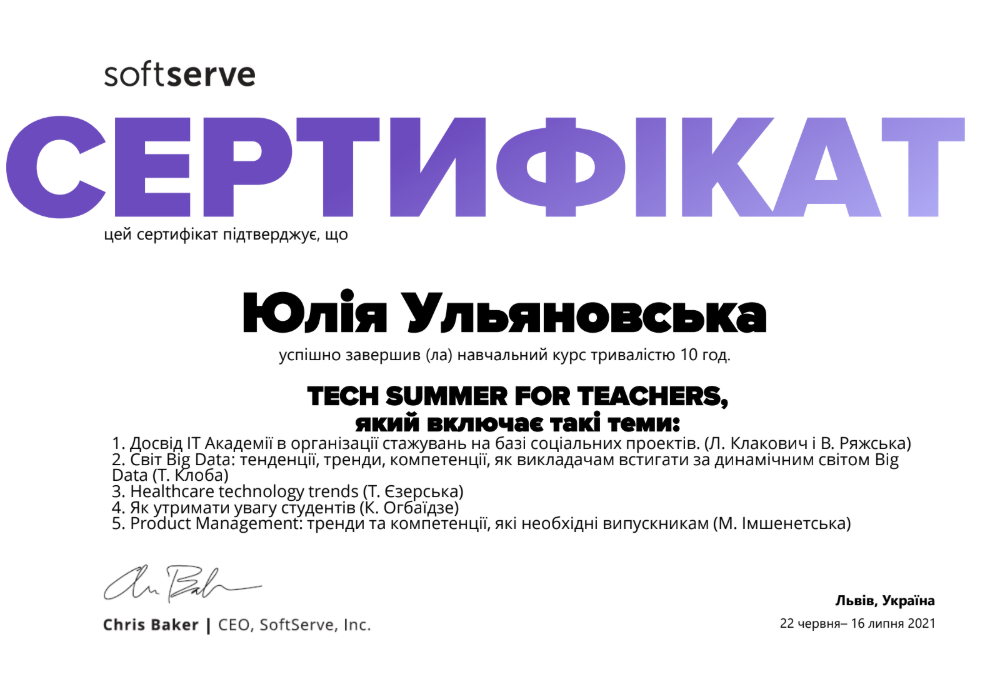 softserve
СЕРТИФІКАТ
цей сертифікат підтверджує, що
Юлія Ульяновська
успішно завершив (ла) навчальний курс тривалістю 10 год.
TECH SUMMER FOR TEACHERS,
який включає такі теми:
1. Досвід ІТ Академії в організації стажувань на базі соціальних проектів. (Л. Клакович і В. Ряжська)
2. Світ Big Data: тенденції, тренди, компетенції, як викладачам встигати за динамічним світом Big
Data (Т. Клоба)
3. Healthcare technology trends (Т. Єзерська)
4. Як утримати увагу студентів (К. Огбаїдзе)
5. Product Management: тренди та компетенції, які необхідні випускникам (М. Імшенетська)
Chris Baker | CEO, SoftServe, Inc.
Львів, Україна
22 червня– 16 липня 2021